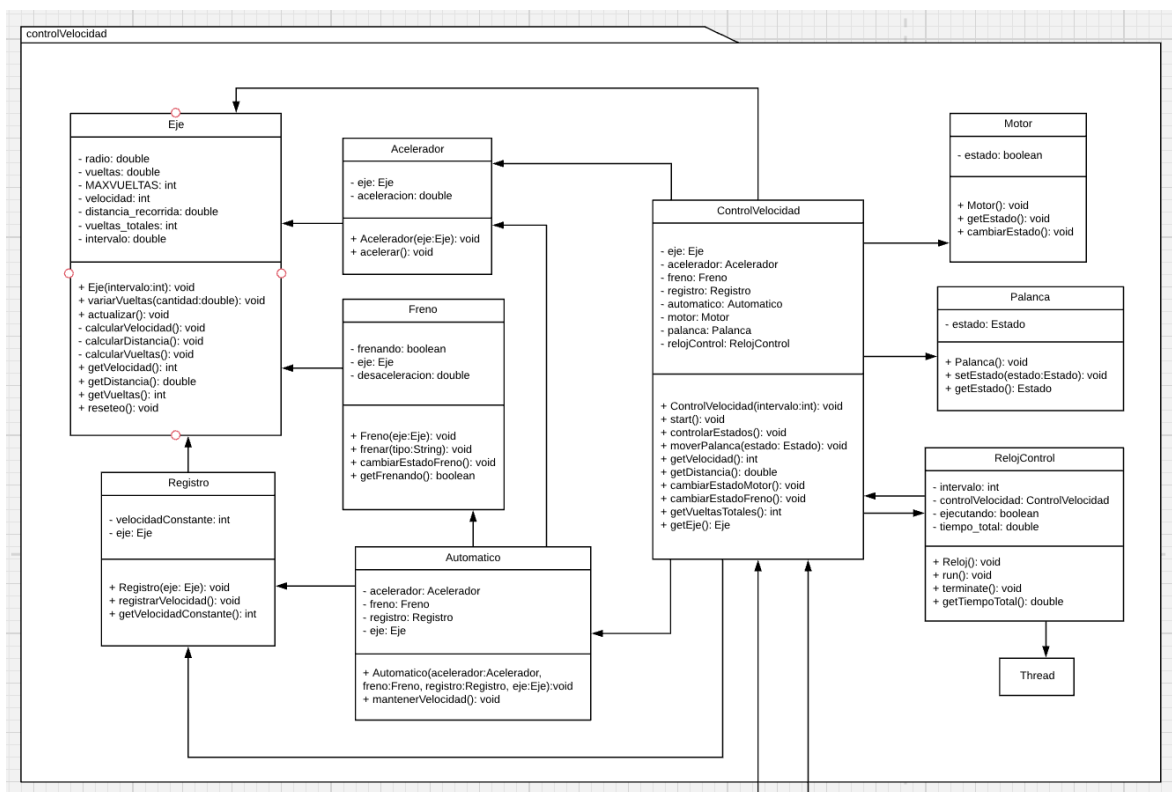 controlVelocidad
Eje
- radio: double
- vueltas: double
- MAXVUELTAS: int
- velocidad: int
- distancia_recorrida: double
- vueltas_totales: int
- intervalo: double
+ Eje(intervalo:int): void
+ variarVueltas(cantidad:double): void
+ actualizar(): void
- calcularVelocidad(): void
- calcularDistancia(): void
- calcularVueltas(): void
+ getVelocidad(): int
+ getDistancia(): double
+ getVueltas(): int
+ reseteo(): void
Acelerador
- eje: Eje
- aceleracion: double
+ Acelerador(eje:Eje): void
+ acelerar(): void
Freno
- frenando: boolean
- eje: Eje
- desaceleracion: double
+ Freno(eje:Eje): void
+ frenar(tipo:String): void
+ cambiarEstadoFreno(): void
+ getFrenando(): boolean
Registro
- velocidadConstante: int
- eje: Eje
+ Registro(eje: Eje): void
+ registrarVelocidad(): void
+ getVelocidadConstante(): int
Automatico
- acelerador: Acelerador
- freno: Freno
- registro: Registro
- eje: Eje
+ Automatico(acelerador:Acelerador,
freno:Freno, registro:Registro, eje:Eje):void
+ mantenerVelocidad(): void
ControlVelocidad
- eje: Eje
- acelerador: Acelerador
- freno: Freno
- registro: Registro
- automatico: Automatico
- motor: Motor
- palanca: Palanca
- relojControl: RelojControl
+ ControlVelocidad(intervalo:int): void
+ start(): void
+ controlarEstados(): void
+ moverPalanca(estado: Estado): void
+ getVelocidad(): int
+ getDistancia(): double
+ cambiarEstadoMotor(): void
+ cambiarEstadoFreno(): void
+ getVueltasTotales(): int
+ getEje(): Eje
Motor
- estado: boolean
+ Motor(): void
+ getEstado(): void
+ cambiarEstado(): void
Palanca
- estado: Estado
+ Palanca(): void
+ setEstado(estado:Estado): void
+ getEstado(): Estado
RelojControl
- intervalo: int
- controlVelocidad: ControlVelocidad
- ejecutando: boolean
- tiempo_total: double
+ Reloj(): void
+ run(): void
+ terminate(): void
+ getTiempoTotal(): double
Thread